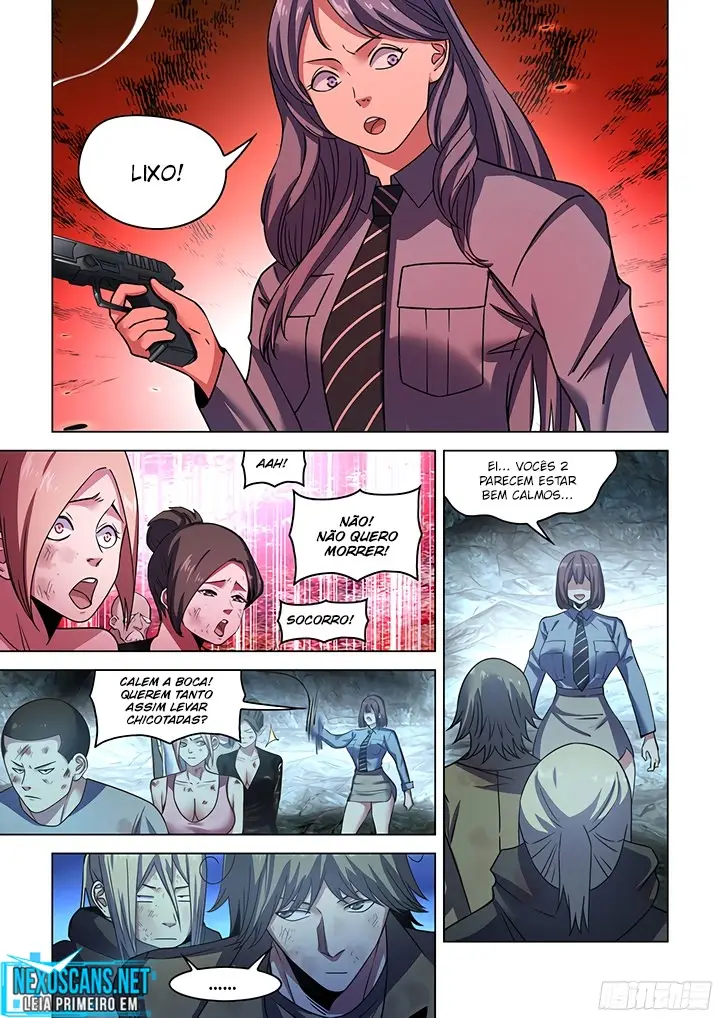 LIXO!
AAH!
NÃO!
NÃO QUERO
MORRER!
SOCORRO!
CALEM A BOCA!
QUEREM TANTO
ASSIM LEVAR
CHICOTADAS?
EI... VOCÊS 2
PARECEM ESTAR
BEM CALMOS...
......
NEXOSCANS.NET
LEIA PRIMEIRO EM